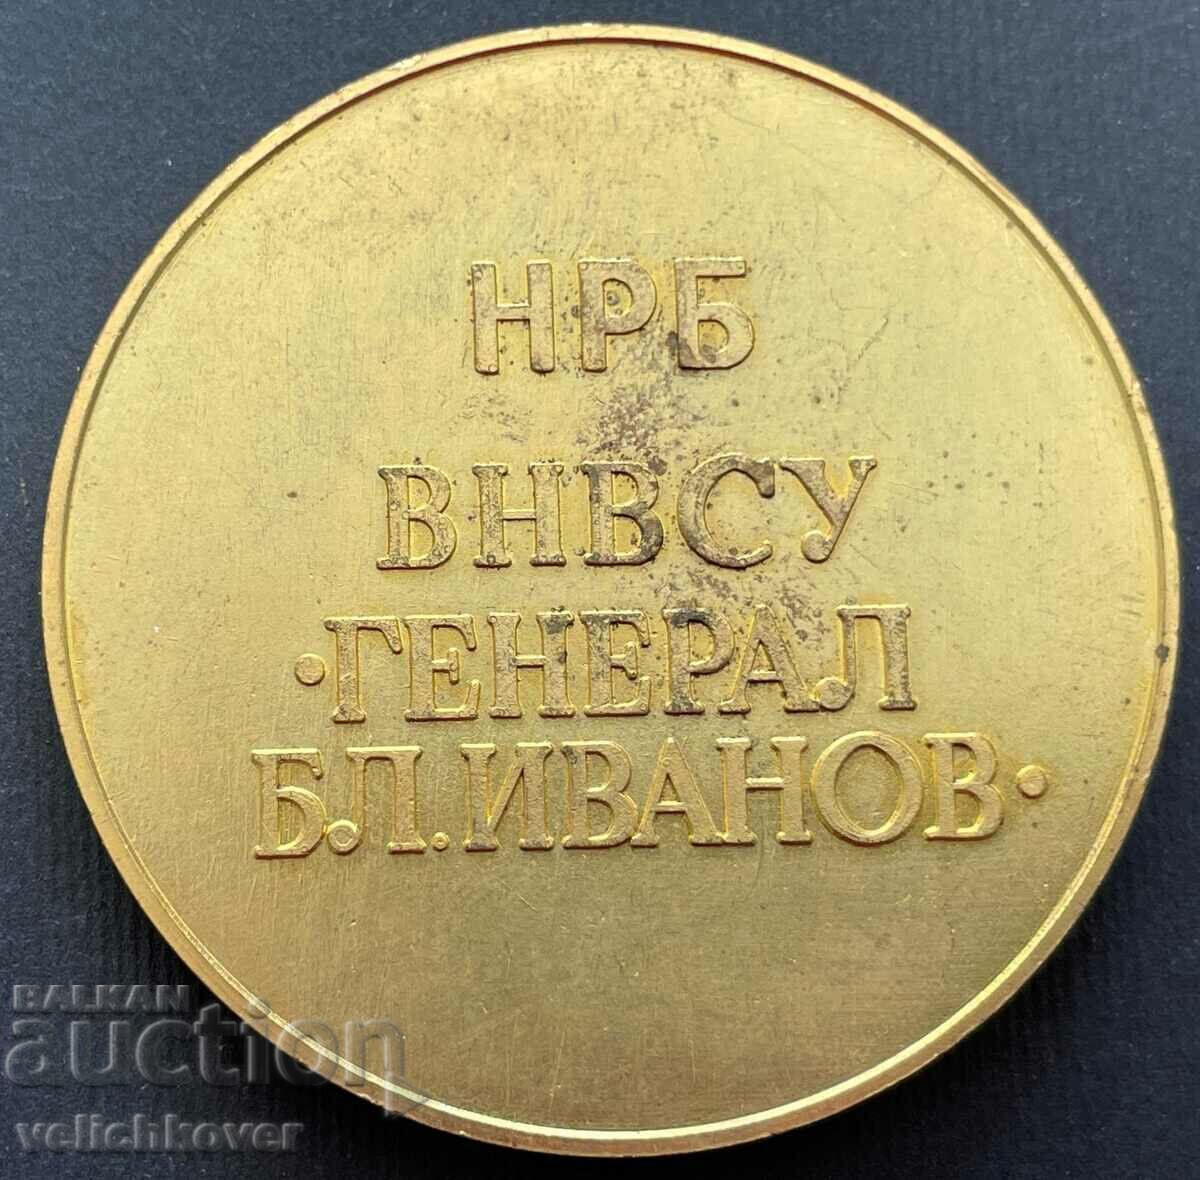 НРБ
ВНВСУ
·ГЕНЕРАЛ
БЛ.ИВАНОВ·
BALKAN
auction
velichkover